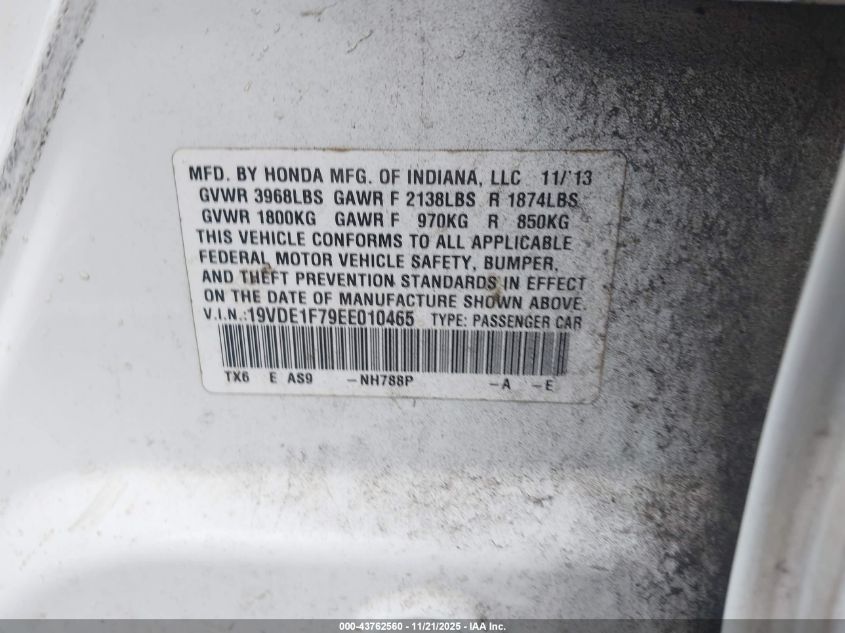 MFD. BY HONDA MFG. OF INDIANA, LLC 11/'13
GVWR 3968LBS GAWR F 2138LBS R 1874LBS
GVWR 1800KG GAWR F 970KG R 850KG
THIS VEHICLE CONFORMS TO ALL APPLICABLE
FEDERAL MOTOR VEHICLE SAFETY, BUMPER,
AND THEFT PREVENTION STANDARDS IN EFFECT
ON THE DATE OF MANUFACTURE SHOWN ABOVE.
V.I.N.:19VDE1F79EE010465 TYPE: PASSENGER CAR
TX6 E AS9 -NH788P -A -E
000-43762560 - 11/21/2025 - IAA Inc.